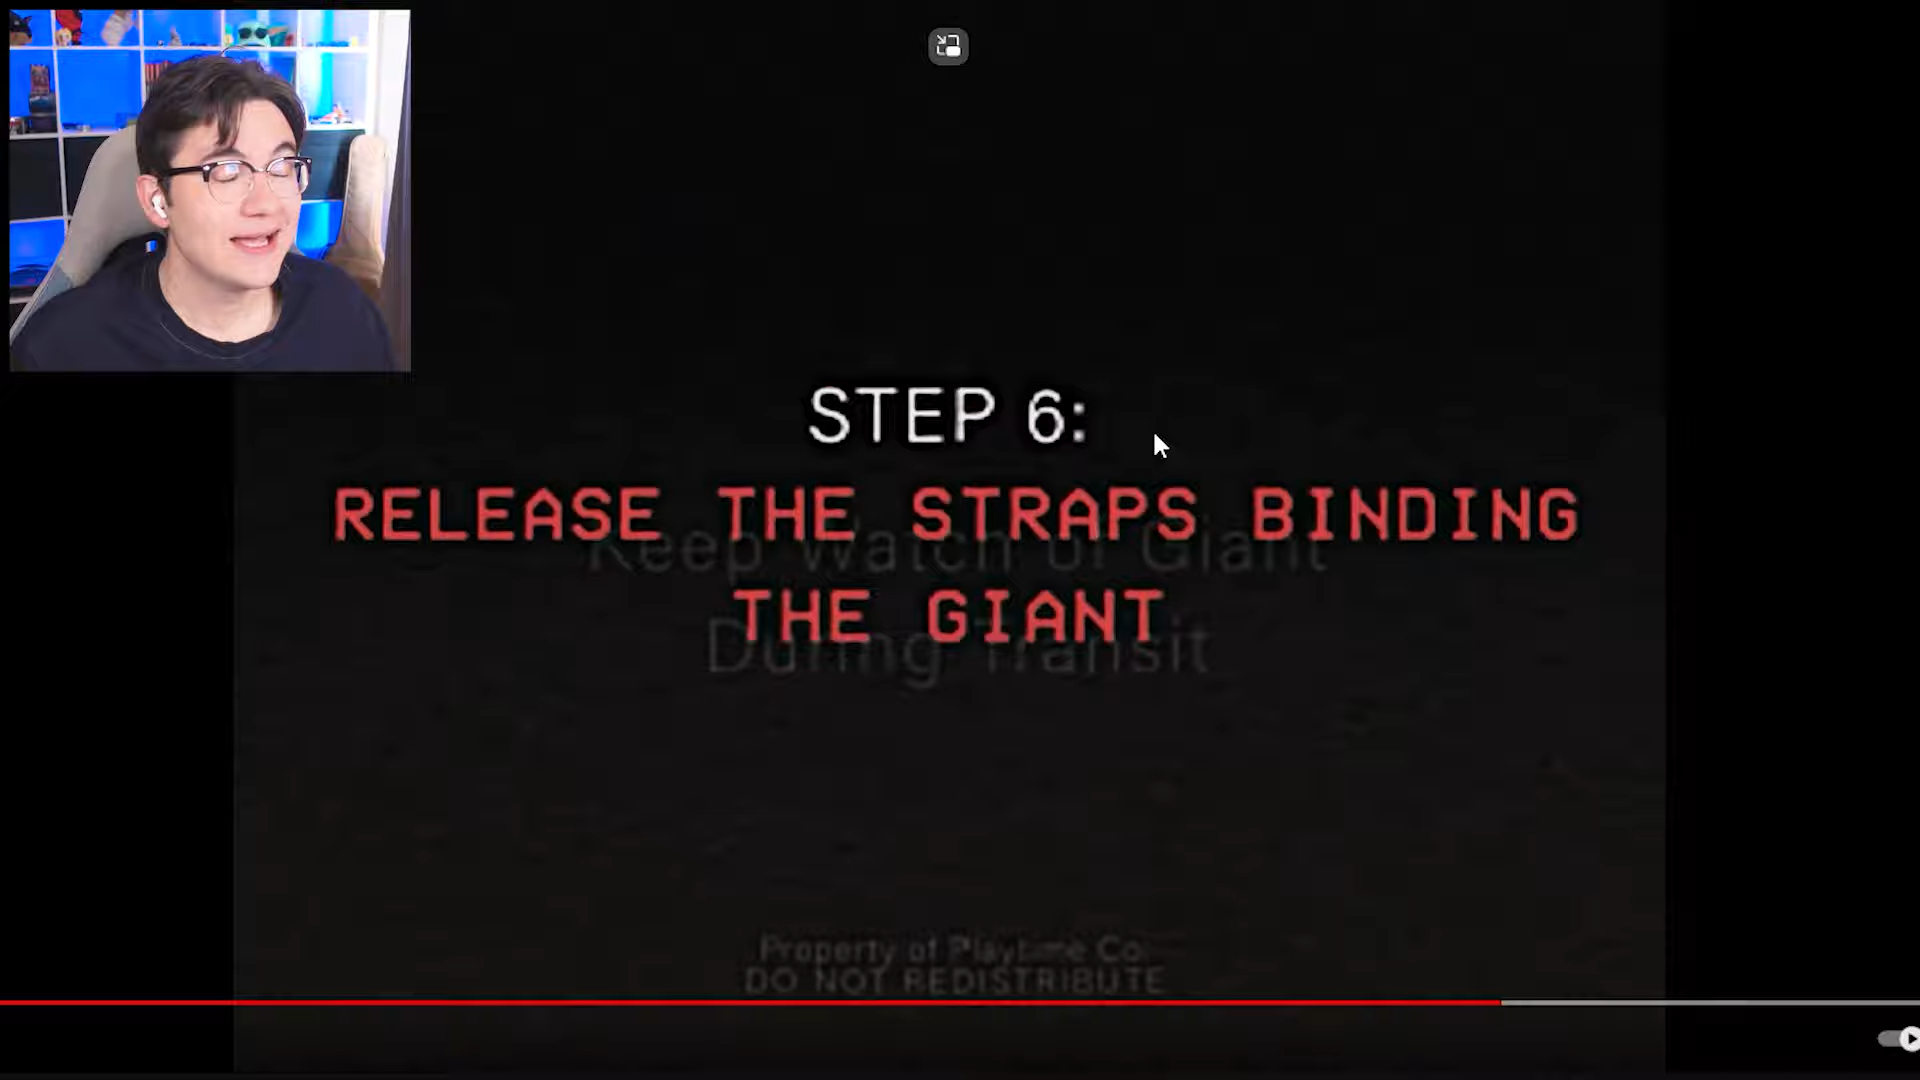 STEP 6:
RELEASE THE STRAPS BINDING
Keep Watch of Giant
THE GIANT
During Transit
Property of Playtime Co.
DO NOT REDISTRIBUTE